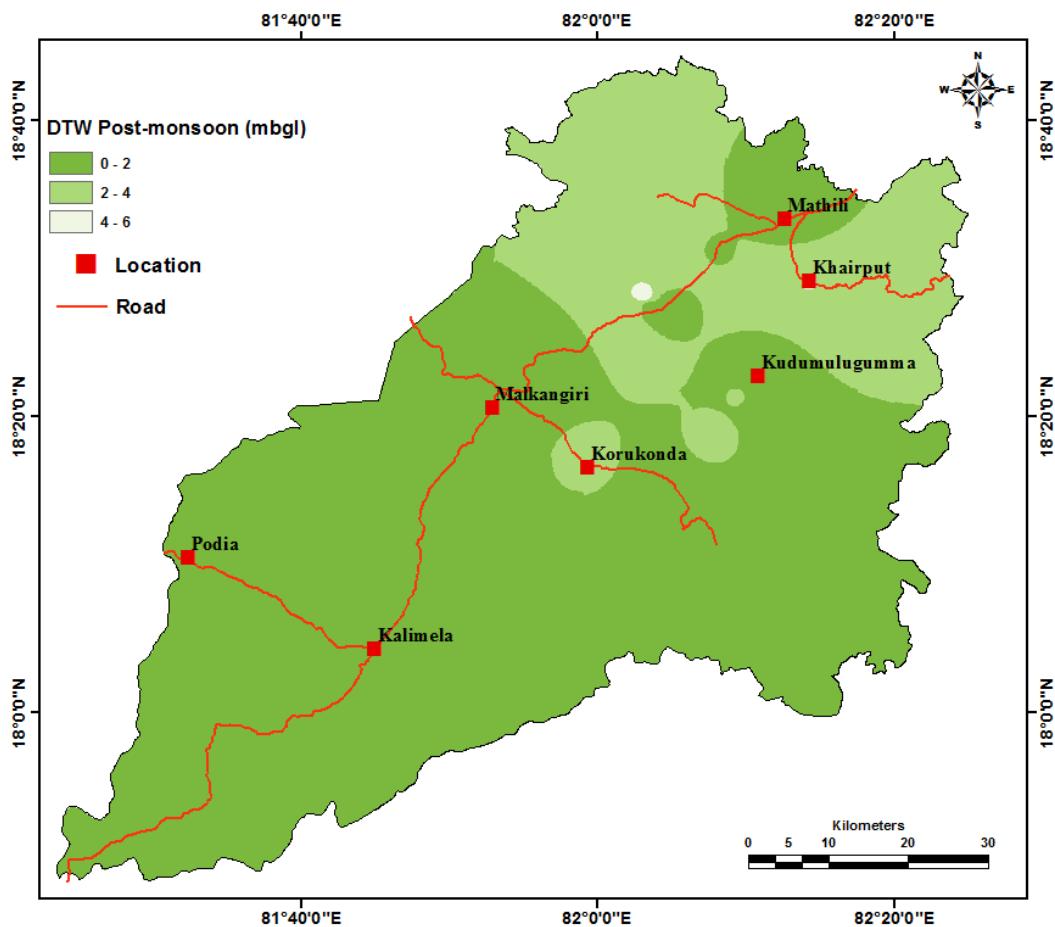 81°40'0"E
82°0'0"E
82°20'0"E
N
W
E
S
18°40'0"N
18°40'0"N
DTW Post-monsoon (mbgl)
0 - 2
2 - 4
4 - 6
Location
Road
Mathili
Khairput
Kudumulugumma
18°20'0"N
18°20'0"N
Malkangiri
Korukonda
Podia
Kalimela
18°0'0"N
18°0'0"N
Kilometers
0 5 10 20 30
81°40'0"E
82°0'0"E
82°20'0"E